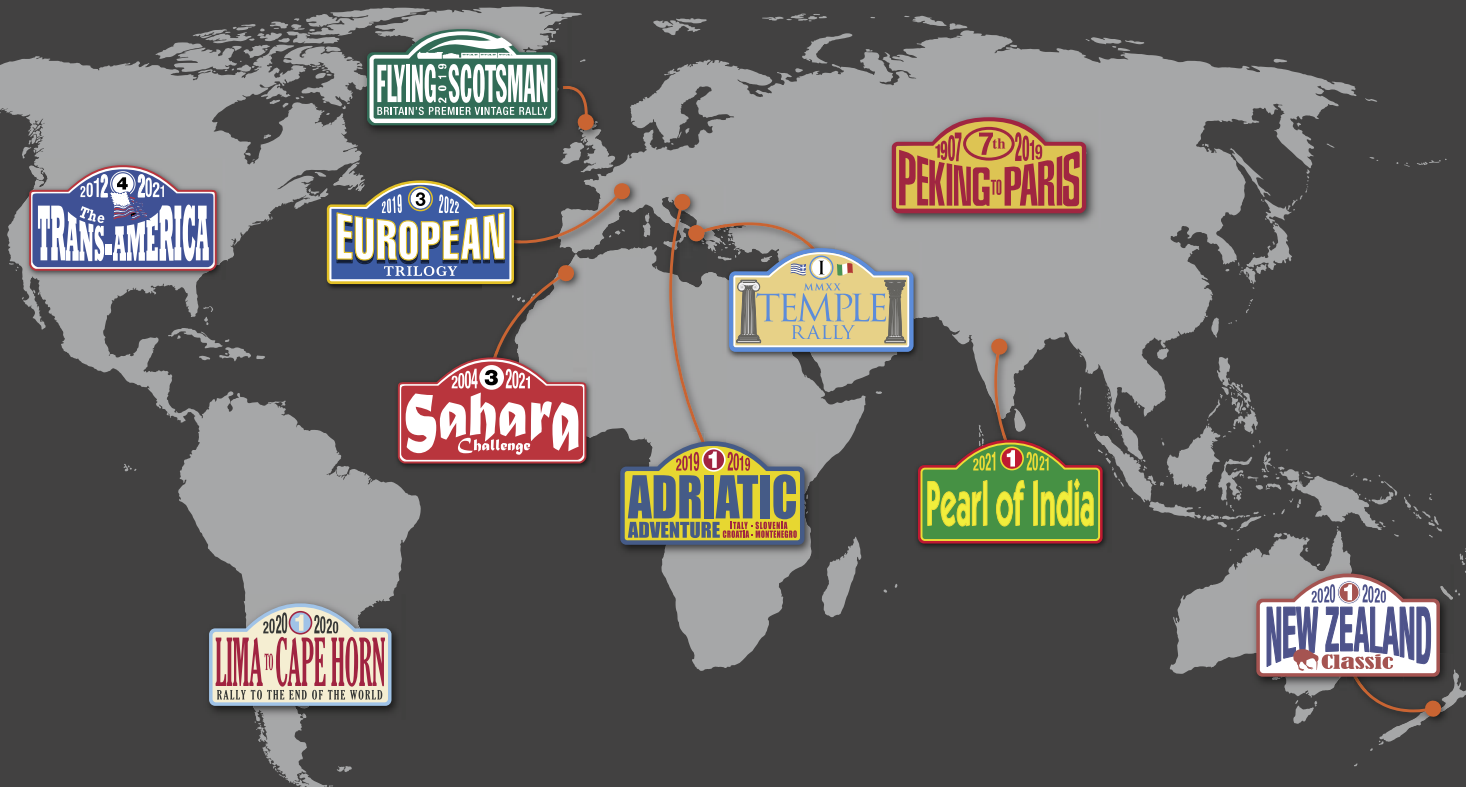 FLYING 2019 SCOTSMAN
BRITAIN'S PREMIER VINTAGE RALLY
1907 7th 2019
PEKING TO PARIS
2012 4 2021
The
TRANS-AMERICA
2019 3 2022
EUROPEAN
TRILOGY
I
MMXX
TEMPLE
RALLY
2004 3 2021
Sahara
Challenge
2019 1 2019
ADRIATIC
ADVENTURE ITALY - SLOVENIA
CROATIA - MONTENEGRO
2021 1 2021
Pearl of India
2020 1 2020
NEW ZEALAND
Classic
2020 1 2020
LIMA TO CAPE HORN
RALLY TO THE END OF THE WORLD